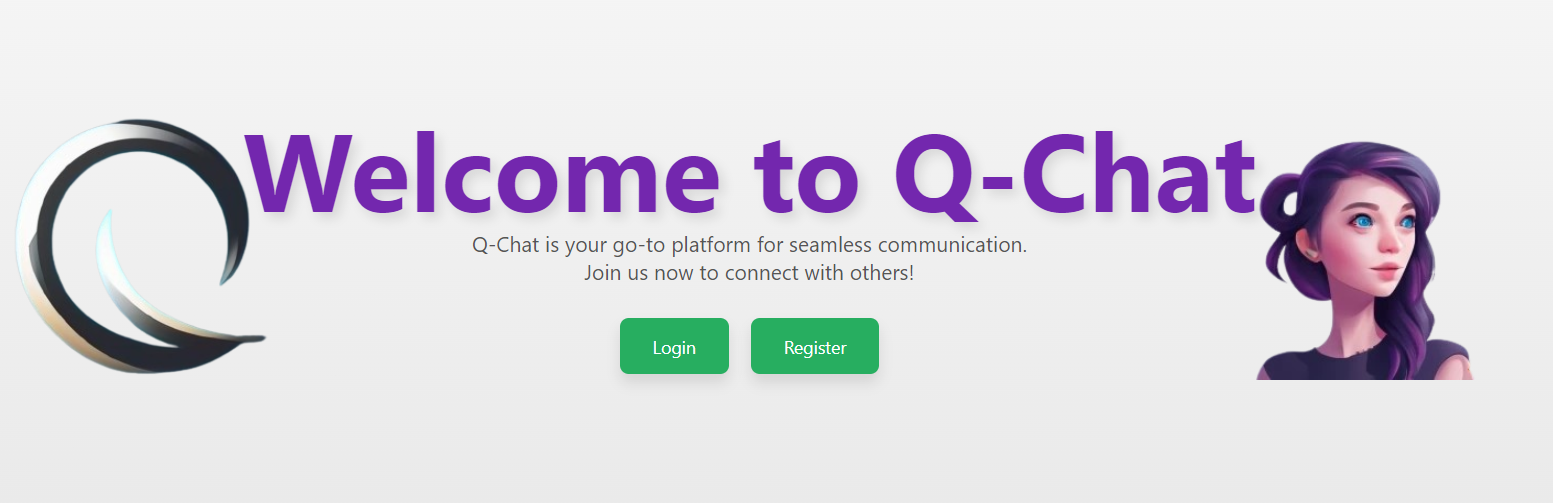 Welcome to Q-Chat
Q-Chat is your go-to platform for seamless communication.
Join us now to connect with others!
Login
Register